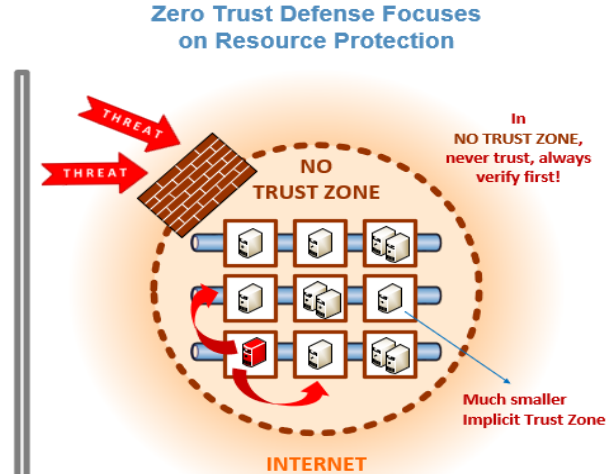 Zero Trust Defense Focuses
on Resource Protection
THREAT
THREAT
In
NO TRUST ZONE,
never trust, always
verify first!
NO
TRUST ZONE
Much smaller
Implicit Trust Zone
INTERNET